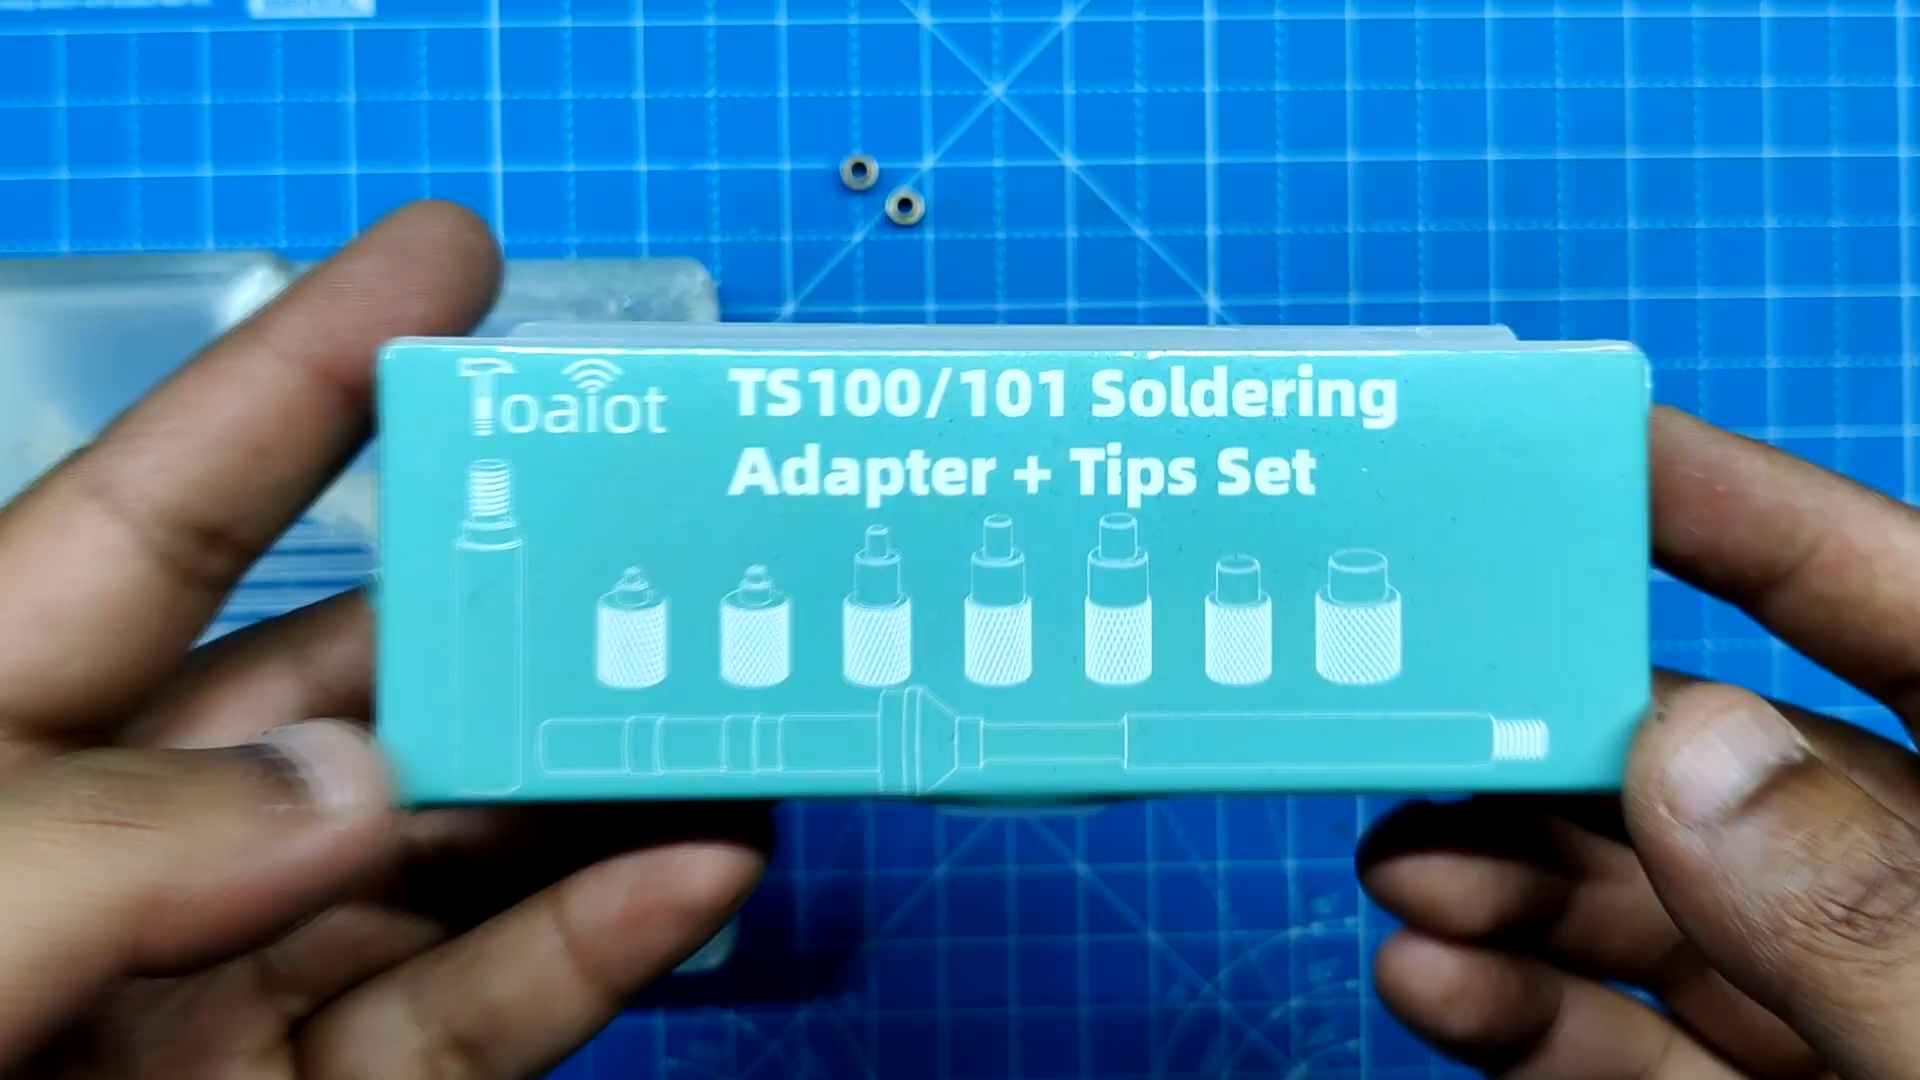 Toaiot
TS100/101 Soldering
Adapter + Tips Set